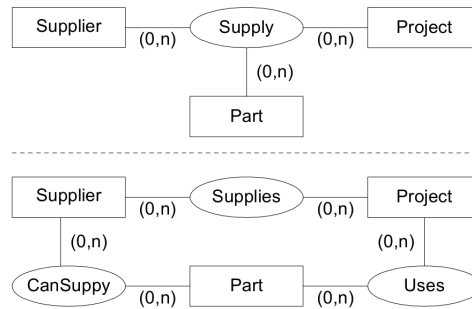 Supplier (0,n) Supply (0,n) Project
(0,n)
Part
Supplier (0,n) Supplies (0,n) Project
(0,n) (0,n)
CanSuppy (0,n) Part (0,n) Uses